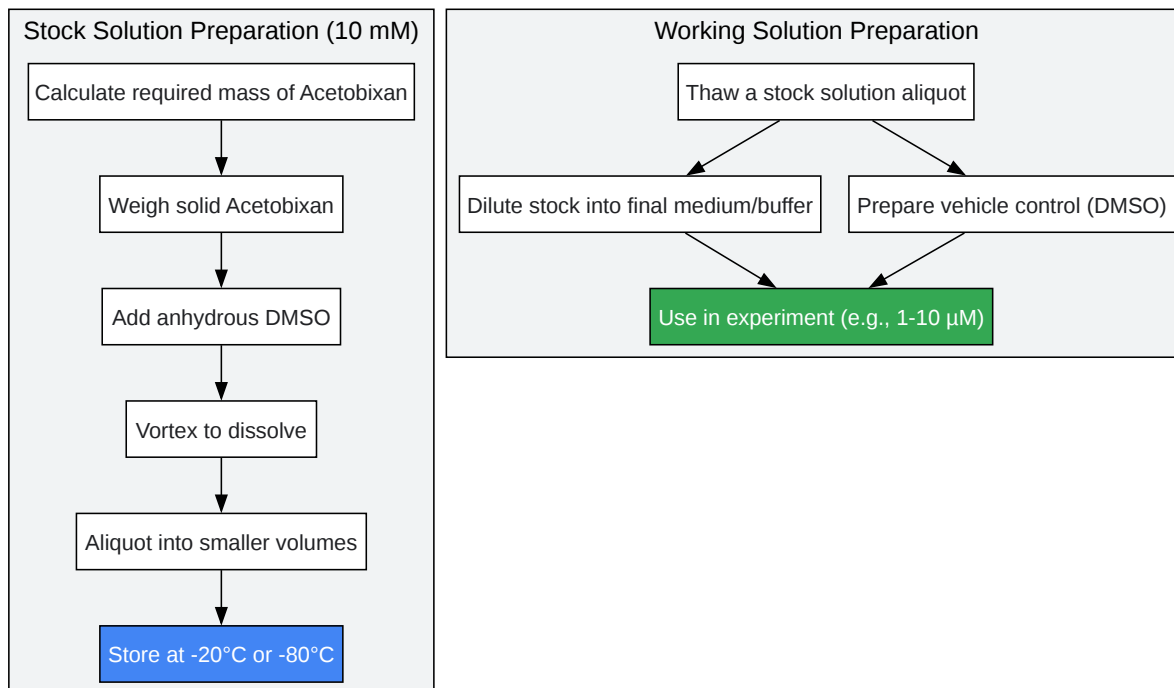 Stock Solution Preparation (10 mM)
Calculate required mass of Acetobixan
Weigh solid Acetobixan
Add anhydrous DMSO
Vortex to dissolve
Aliquot into smaller volumes
Store at -20°C or -80°C
Working Solution Preparation
Thaw a stock solution aliquot
Dilute stock into final medium/buffer
Prepare vehicle control (DMSO)
Use in experiment (e.g., 1-10 µM)